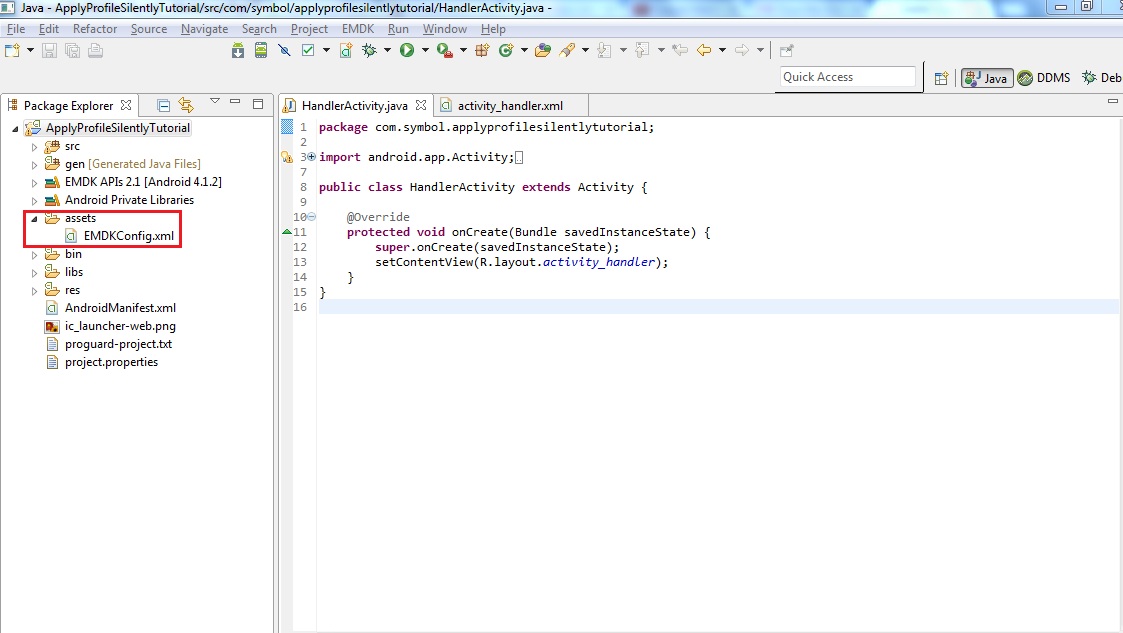 Java - ApplyProfileSilentlyTutorial/src/com/symbol/applyprofilesilentlytutorial/HandlerActivity.java -
File Edit Refactor Source Navigate Search Project EMDK Run Window Help
Quick Access
Java DDMS Deb
Package Explorer
ApplyProfileSilentlyTutorial
src
gen [Generated Java Files]
EMDK APIs 2.1 [Android 4.1.2]
Android Private Libraries
assets
EMDKConfig.xml
bin
libs
res
AndroidManifest.xml
ic_launcher-web.png
proguard-project.txt
project.properties
HandlerActivity.java activity_handler.xml
1 package com.symbol.applyprofilesilentlytutorial;
2
3 import android.app.Activity;
7
8 public class HandlerActivity extends Activity {
9
10 @Override
11 protected void onCreate(Bundle savedInstanceState) {
12 super.onCreate(savedInstanceState);
13 setContentView(R.layout.activity_handler);
14 }
15 }
16